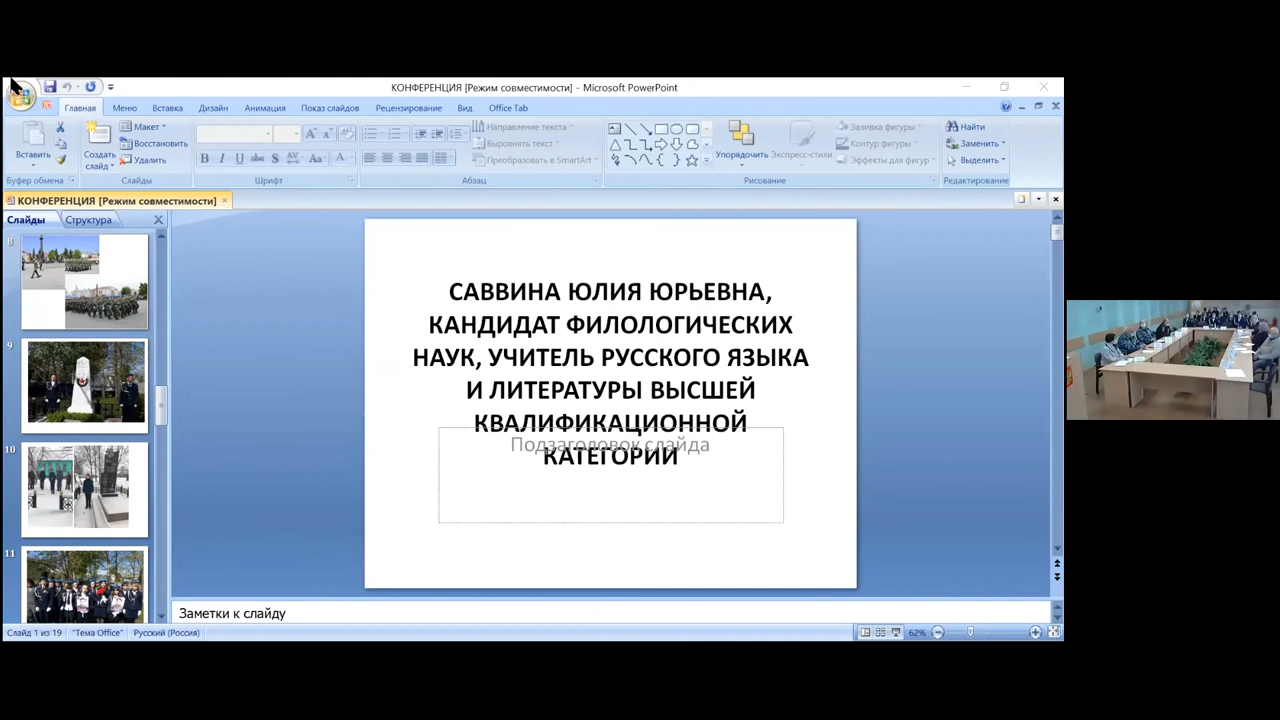 КОНФЕРЕНЦИЯ [Режим совместимости] - Microsoft PowerPoint
Главная Меню Вставка Дизайн Анимация Показ слайдов Рецензирование Вид Office Tab
Вставить
Создать слайд
Макет
Восстановить
Удалить
Направление текста
Выровнять текст
Преобразовать в SmartArt
Упорядочить
Экспресс-стили
Заливка фигуры
Контур фигуры
Эффекты для фигур
Найти
Заменить
Выделить
Буфер обмена Слайды Шрифт Абзац Рисование Редактирование
КОНФЕРЕНЦИЯ [Режим совместимости]
Слайды Структура
8
9
10
11
САВВИНА ЮЛИЯ ЮРЬЕВНА,
КАНДИДАТ ФИЛОЛОГИЧЕСКИХ
НАУК, УЧИТЕЛЬ РУССКОГО ЯЗЫКА
И ЛИТЕРАТУРЫ ВЫСШЕЙ
КВАЛИФИКАЦИОННОЙ
Подзаголовок слайда
КАТЕГОРИИ
Заметки к слайду
Слайд 1 из 19 "Тема Office" Русский (Россия) 62%